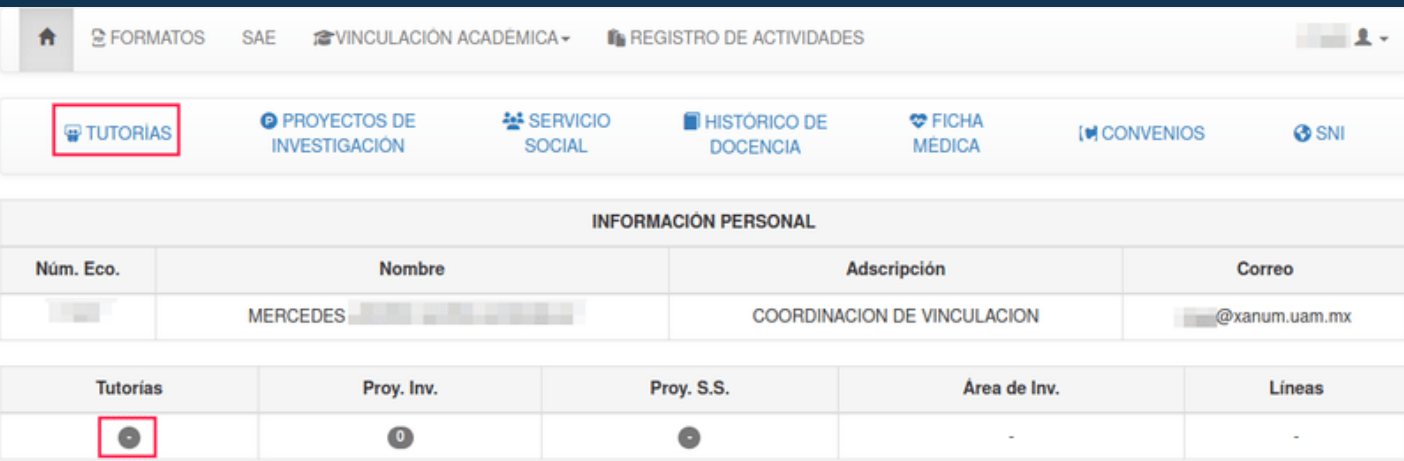 FORMATOS SAE VINCULACIÓN ACADÉMICA REGISTRO DE ACTIVIDADES
TUTORÍAS PROYECTOS DE INVESTIGACIÓN SERVICIO SOCIAL HISTÓRICO DE DOCENCIA FICHA MÉDICA CONVENIOS SNI
INFORMACIÓN PERSONAL
Núm. Eco. Nombre Adscripción Correo
MERCEDES COORDINACION DE VINCULACION @xanum.uam.mx
Tutorías Proy. Inv. Proy. S.S. Área de Inv. Líneas
- 0 - - -